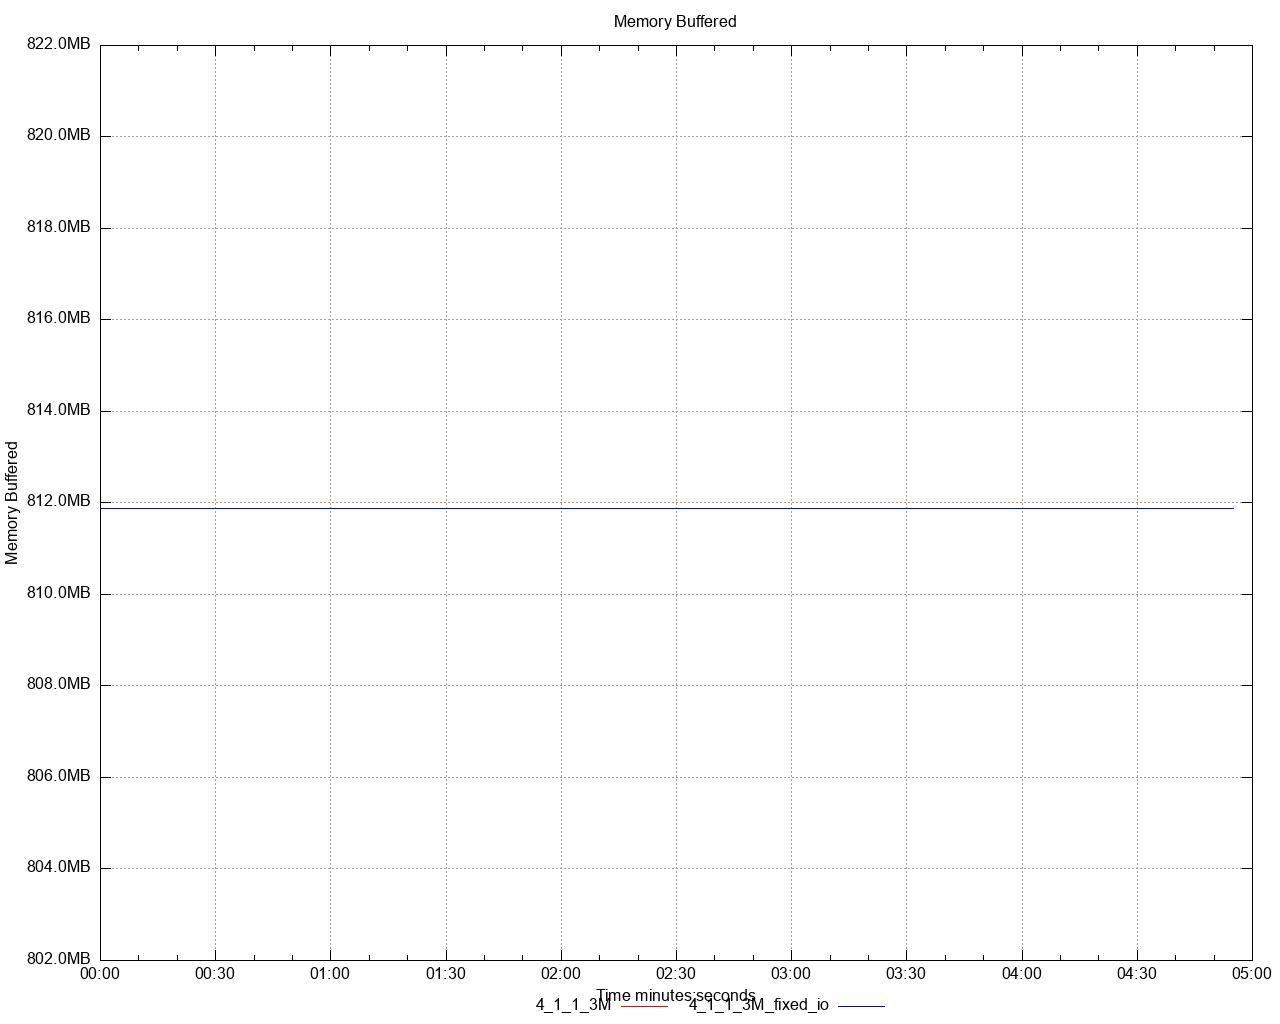 Memory Buffered
822.0MB
820.0MB
818.0MB
816.0MB
814.0MB
812.0MB
810.0MB
808.0MB
806.0MB
804.0MB
802.0MB
Memory Buffered
00:00 00:30 01:00 01:30 02:00 02:30 03:00 03:30 04:00 04:30 05:00
Time minutes:seconds
4_1_1_3M 4_1_1_3M_fixed_io